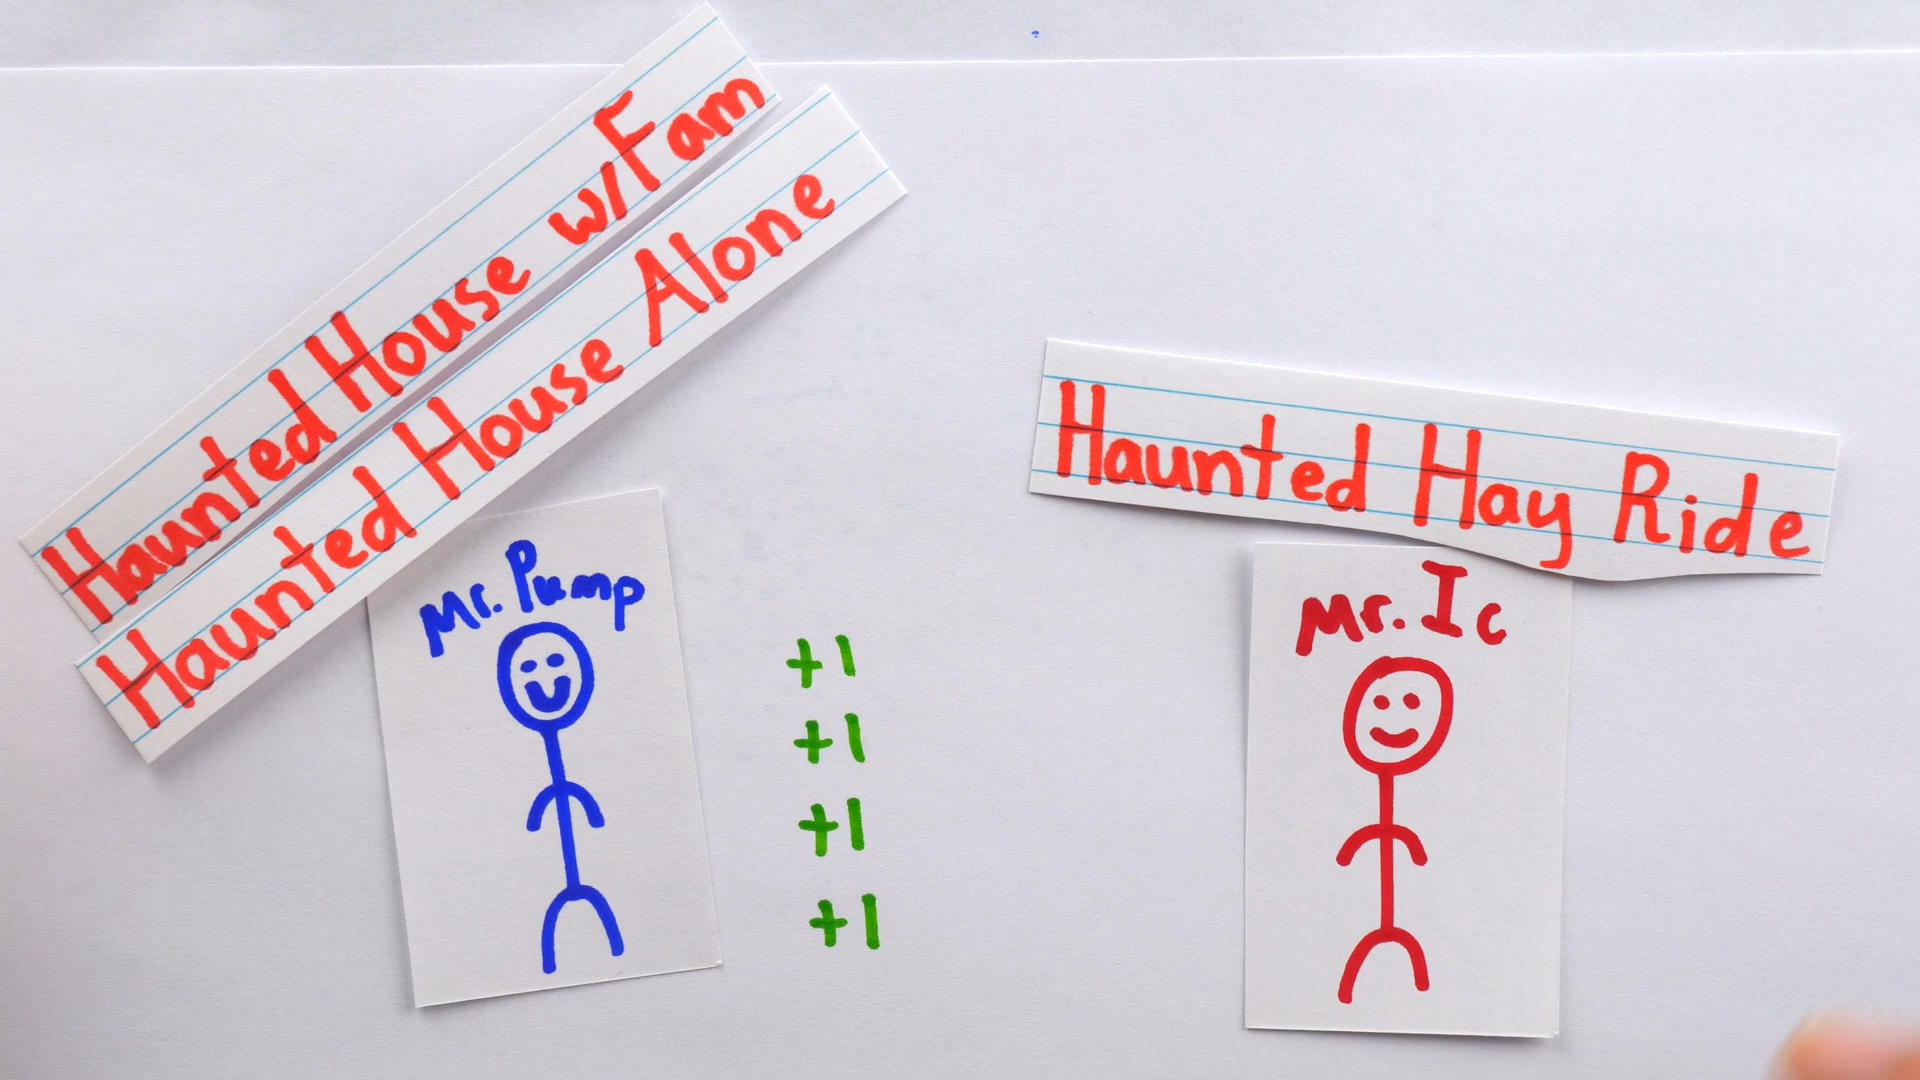 Haunted House w/Fam
Haunted House Alone
Mr. Pump
+1
+1
+1
+1
Haunted Hay Ride
Mr. Ic